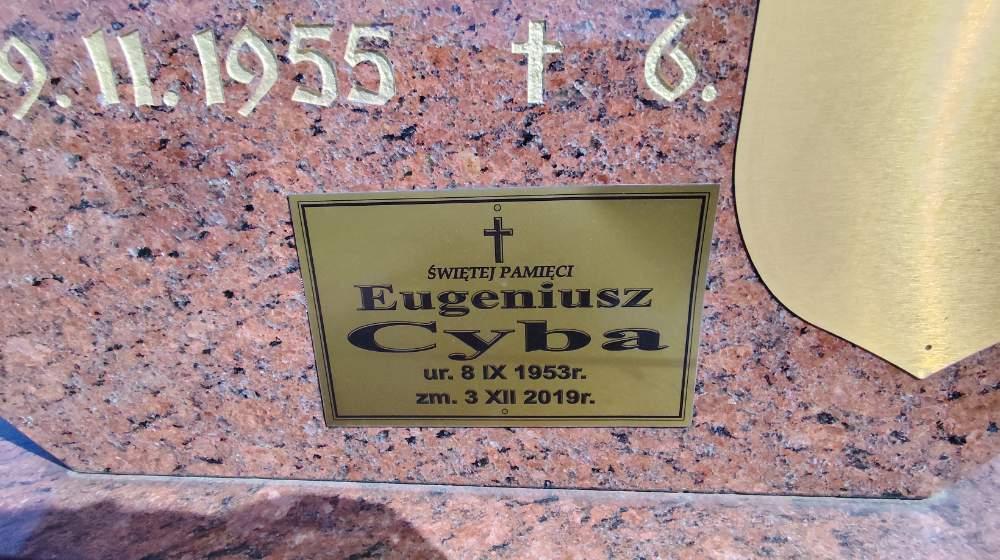 9.11.1955 † 6.
ŚWIĘTEJ PAMIĘCI
Eugeniusz
Cyba
ur. 8 IX 1953r.
zm. 3 XII 2019r.